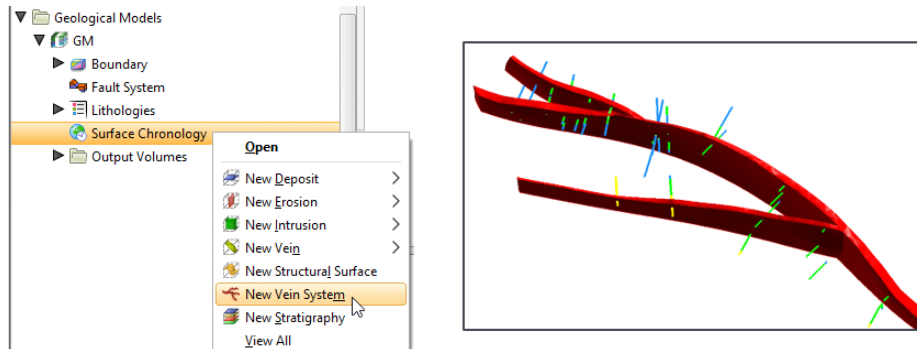 Geological Models
GM
Boundary
Fault System
Lithologies
Surface Chronology
Output Volumes
Open
New Deposit
New Erosion
New Intrusion
New Vein
New Structural Surface
New Vein System
New Stratigraphy
View All